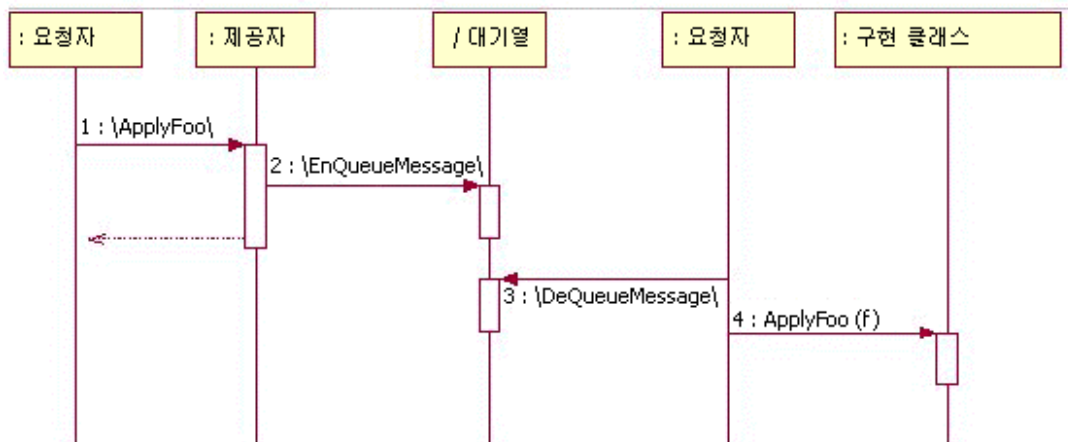 : 요청자
: 제공자
/ 대기열
: 요청자
: 구현 클래스
1 : \ApplyFoo\
2 : \EnQueueMessage\
3 : \DeQueueMessage\
4 : ApplyFoo (f)